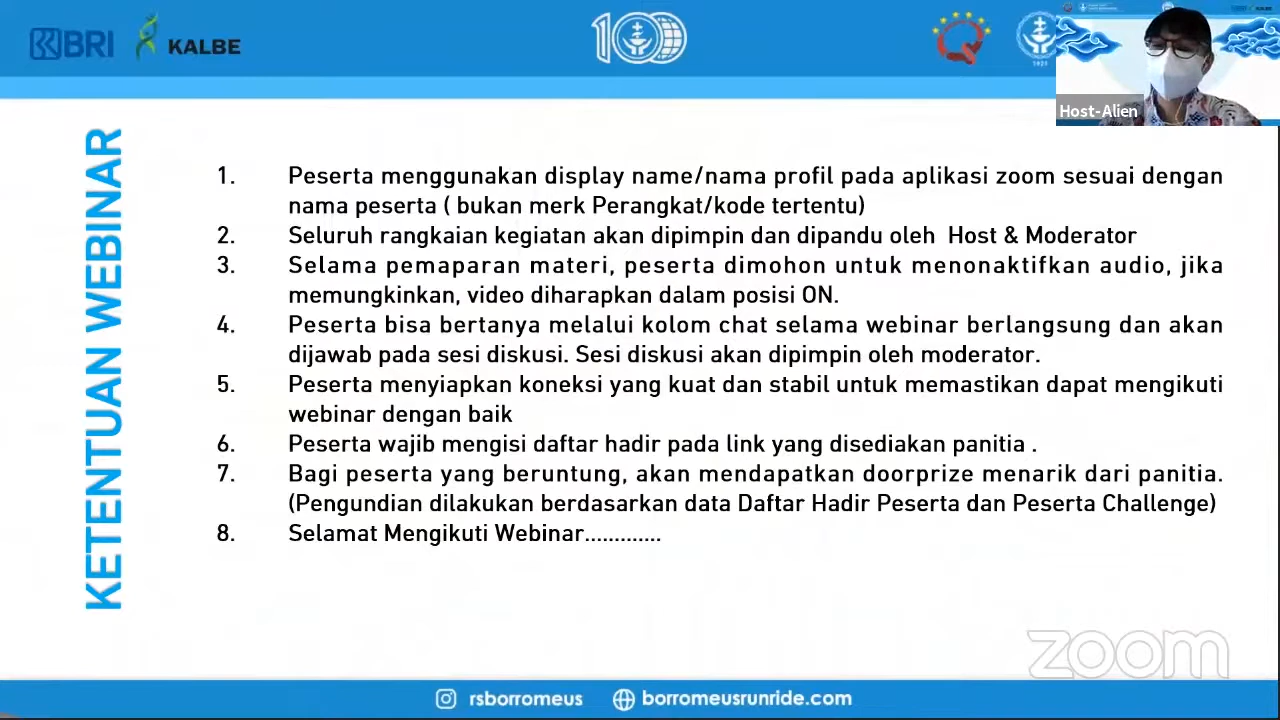 BRI
KALBE
100
1921
Host-Alien
KETENTUAN WEBINAR
1. Peserta menggunakan display name/nama profil pada aplikasi zoom sesuai dengan
nama peserta ( bukan merk Perangkat/kode tertentu)
2. Seluruh rangkaian kegiatan akan dipimpin dan dipandu oleh Host & Moderator
3. Selama pemaparan materi, peserta dimohon untuk menonaktifkan audio, jika
memungkinkan, video diharapkan dalam posisi ON.
4. Peserta bisa bertanya melalui kolom chat selama webinar berlangsung dan akan
dijawab pada sesi diskusi. Sesi diskusi akan dipimpin oleh moderator.
5. Peserta menyiapkan koneksi yang kuat dan stabil untuk memastikan dapat mengikuti
webinar dengan baik
6. Peserta wajib mengisi daftar hadir pada link yang disediakan panitia .
7. Bagi peserta yang beruntung, akan mendapatkan doorprize menarik dari panitia.
(Pengundian dilakukan berdasarkan data Daftar Hadir Peserta dan Peserta Challenge)
8. Selamat Mengikuti Webinar.............
zoom
rsborromeus
borromeusrunride.com